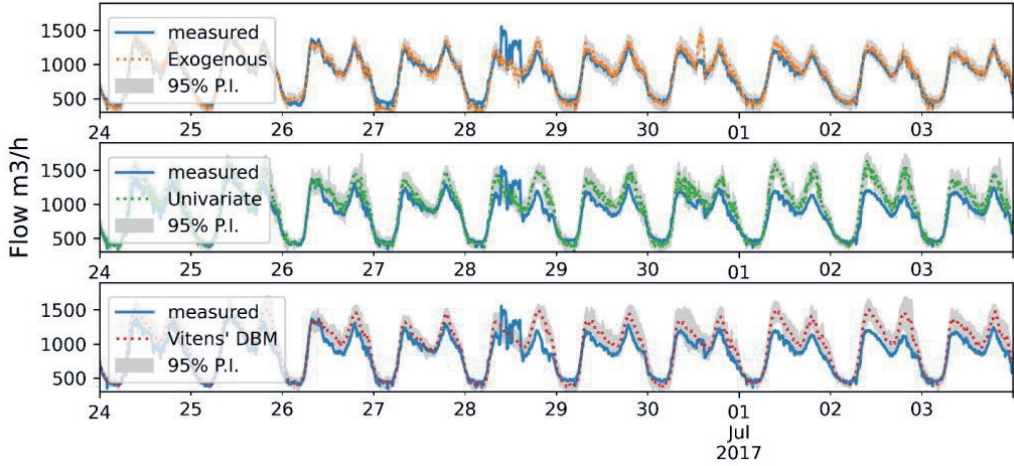 Flow m3/h
1500
1000
500
measured
Exogenous
95% P.I.
24 25 26 27 28 29 30 01 02 03
1500
1000
500
measured
Univariate
95% P.I.
24 25 26 27 28 29 30 01 02 03
1500
1000
500
measured
Vitens' DBM
95% P.I.
24 25 26 27 28 29 30 01 02 03
Jul
2017